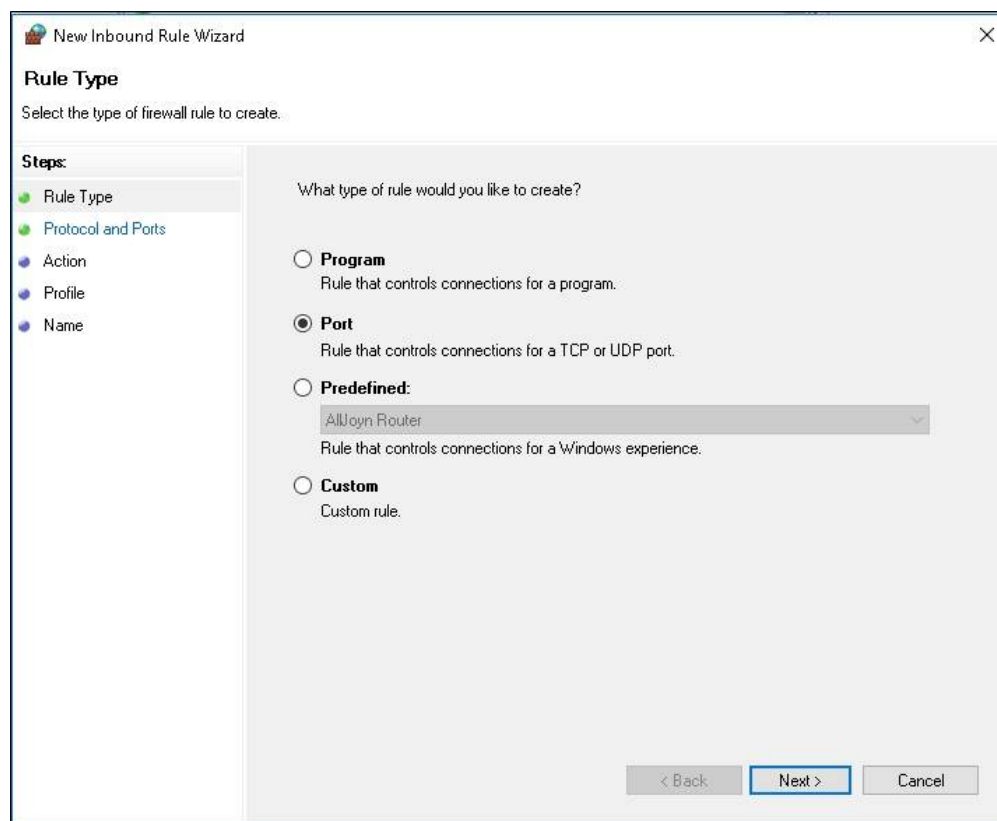 New Inbound Rule Wizard
Rule Type
Select the type of firewall rule to create.
Steps:
Rule Type
Protocol and Ports
Action
Profile
Name
What type of rule would you like to create?
Program
Rule that controls connections for a program.
Port
Rule that controls connections for a TCP or UDP port.
Predefined:
AllJoyn Router
Rule that controls connections for a Windows experience.
Custom
Custom rule.
< Back
Next >
Cancel